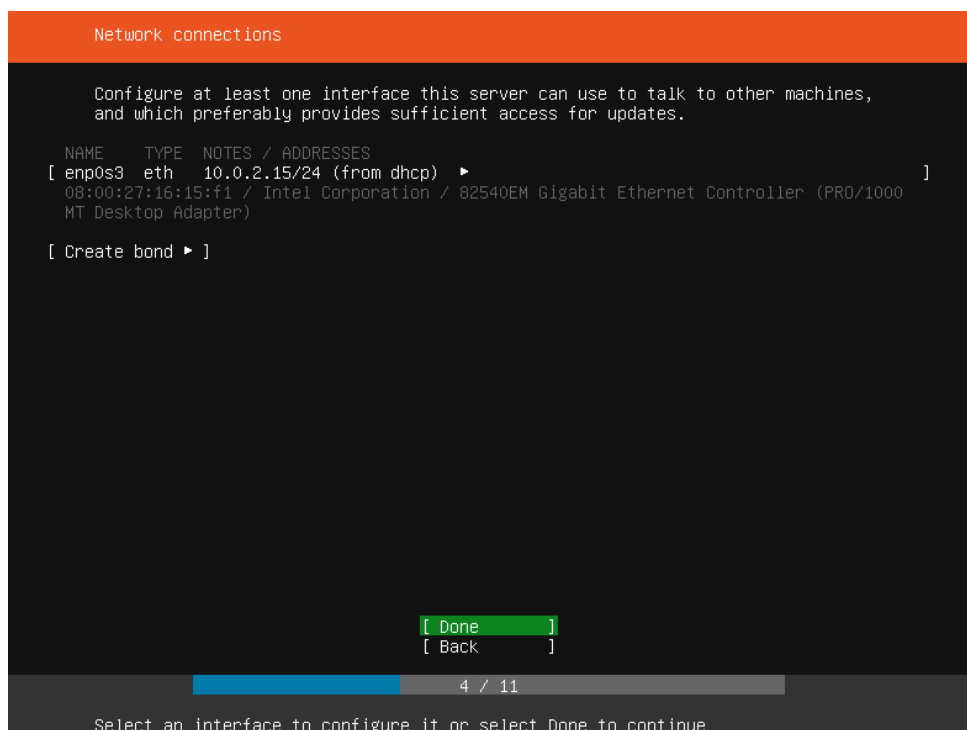 Network connections
Configure at least one interface this server can use to talk to other machines,
and which preferably provides sufficient access for updates.
NAME TYPE NOTES / ADDRESSES
[ enp0s3 eth 10.0.2.15/24 (from dhcp) ▸ ]
08:00:27:16:15:f1 / Intel Corporation / 82540EM Gigabit Ethernet Controller (PRO/1000
MT Desktop Adapter)
[ Create bond ▸ ]
[ Done ]
[ Back ]
4 / 11
Select an interface to configure it or select Done to continue